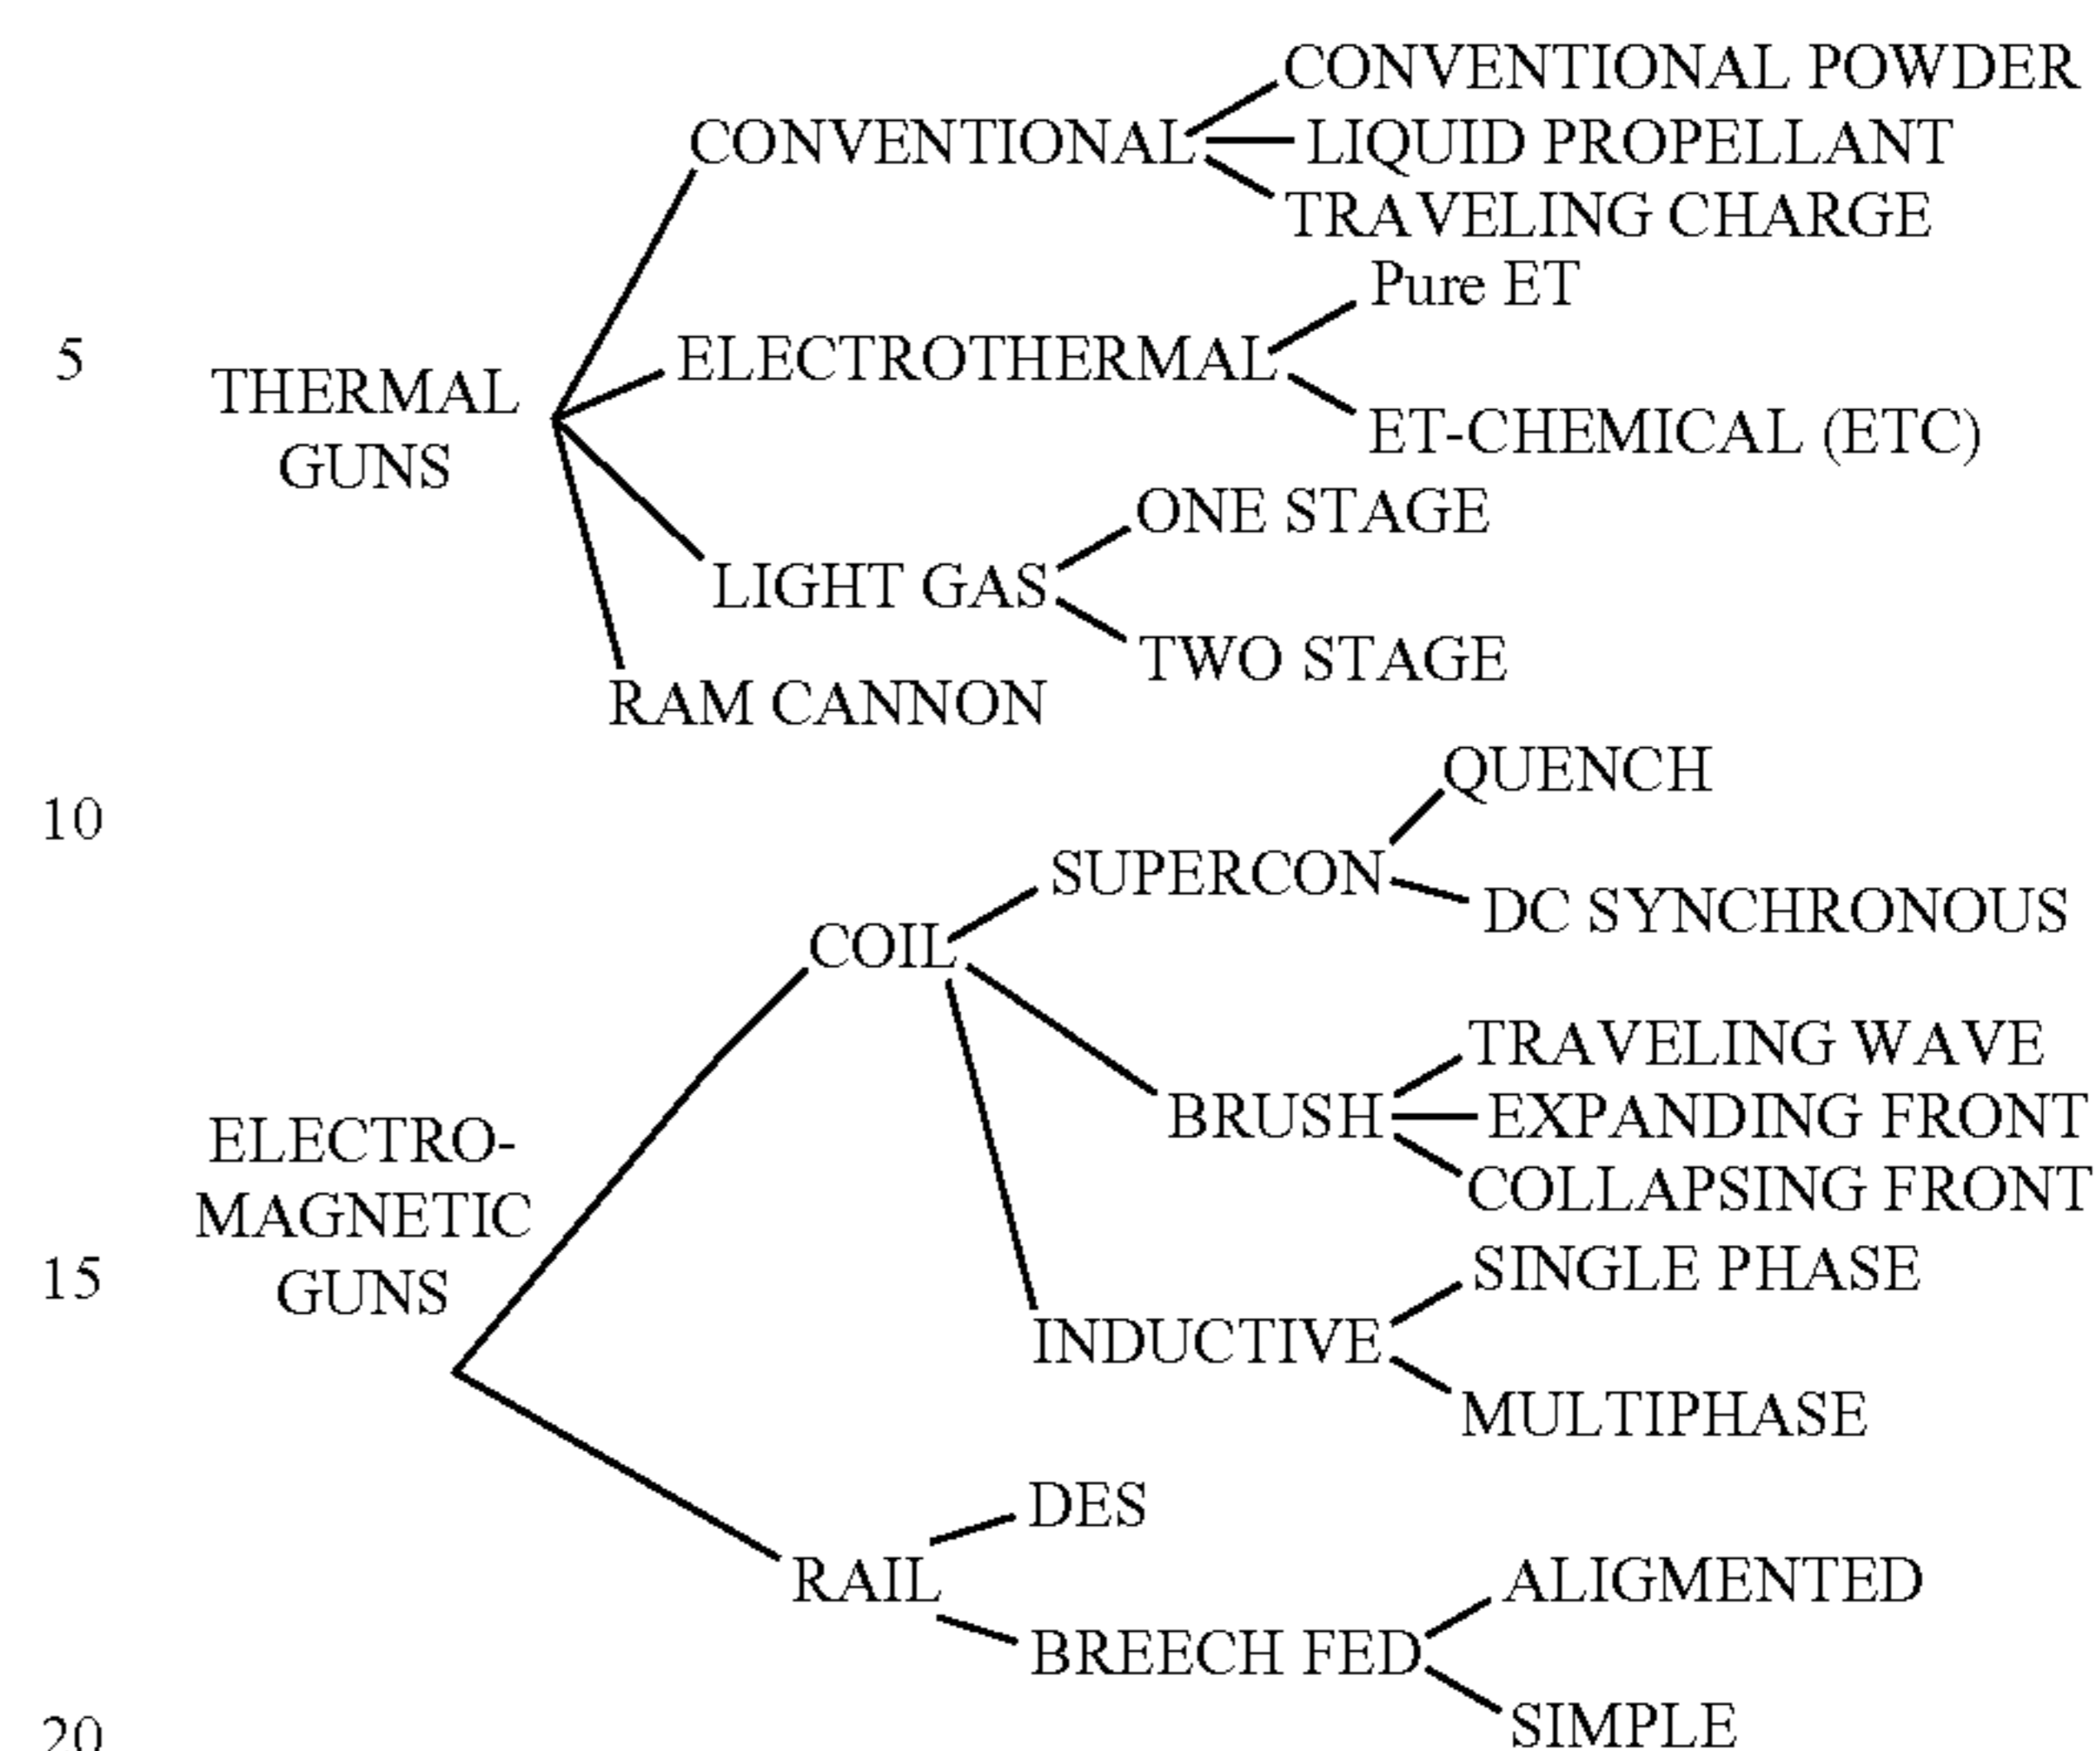 CONVENTIONAL POWDER
CONVENTIONAL
LIQUID PROPELLANT
TRAVELING CHARGE
Pure ET
5
ELECTROTHERMAL
THERMAL
GUNS
ET-CHEMICAL (ETC)
ONE STAGE
LIGHT GAS
TWO STAGE
RAM CANNON
QUENCH
10
SUPERCON
DC SYNCHRONOUS
COIL
TRAVELING WAVE
BRUSH
EXPANDING FRONT
COLLAPSING FRONT
ELECTRO-
MAGNETIC
GUNS
15
SINGLE PHASE
INDUCTIVE
MULTIPHASE
DES
RAIL
ALIGMENTED
BREECH FED
SIMPLE
20